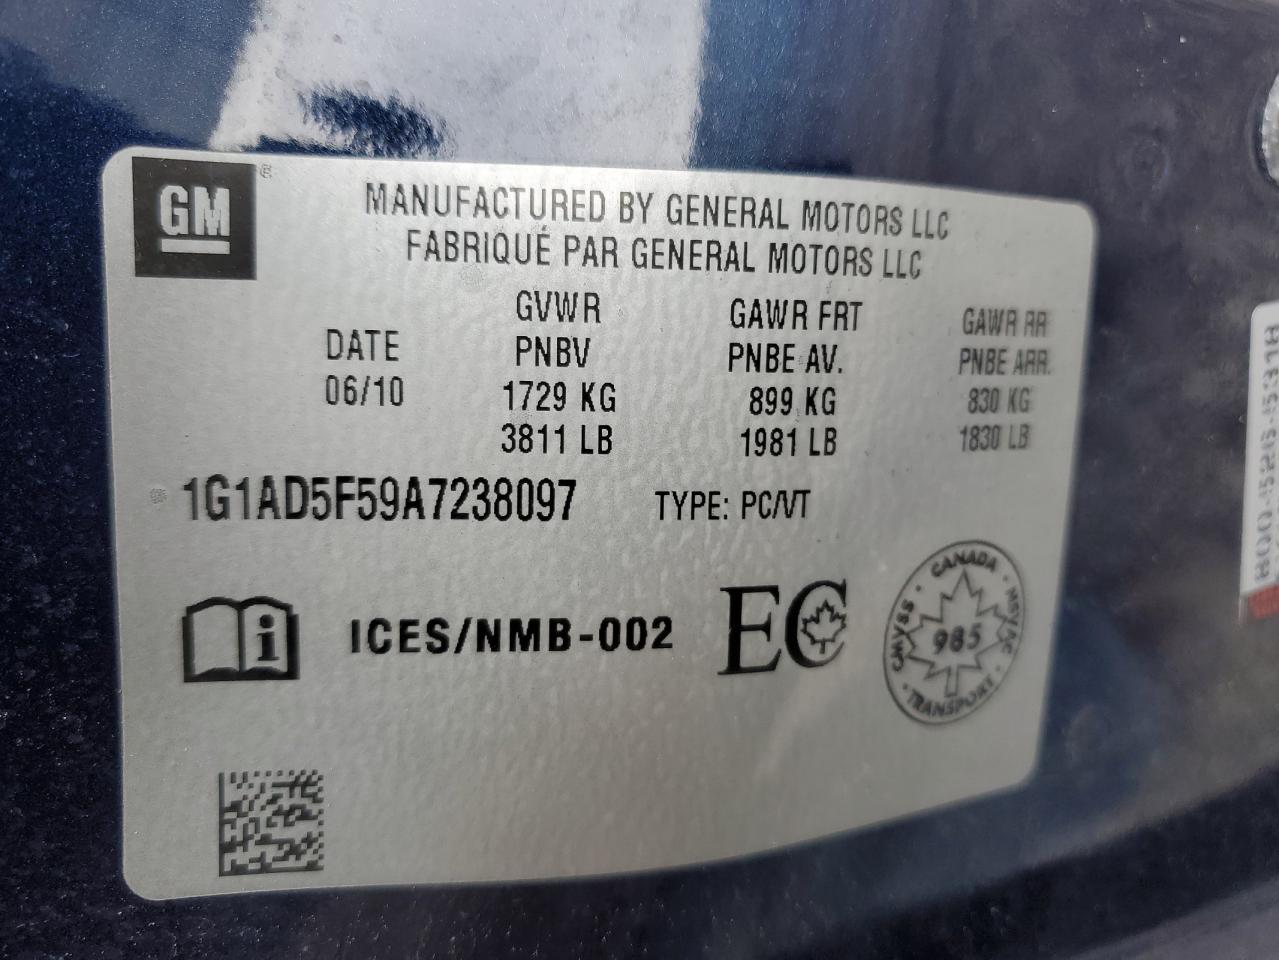 GM ®
MANUFACTURED BY GENERAL MOTORS LLC
FABRIQUÉ PAR GENERAL MOTORS LLC
DATE
06/10
GVWR
PNBV
1729 KG
3811 LB
GAWR FRT
PNBE AV.
899 KG
1981 LB
GAWR RR
PNBE ARR.
830 KG
1830 LB
1G1AD5F59A7238097 TYPE: PC/VT
i ICES/NMB-002 EC
CANADA · NSVAC · TRANSPORT · CMVSS ·
985